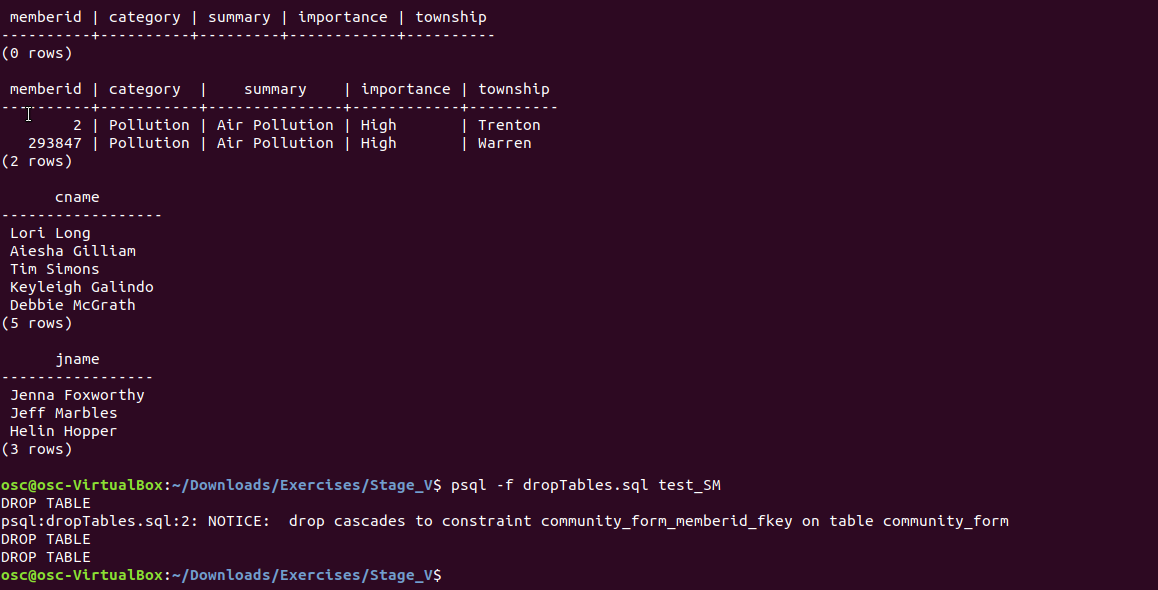 memberid | category | summary | importance | township
----------+----------+---------+------------+----------
(0 rows)

 memberid | category  |    summary    | importance | township
----------+-----------+---------------+------------+----------
        2 | Pollution | Air Pollution | High       | Trenton
   293847 | Pollution | Air Pollution | High       | Warren
(2 rows)

      cname
------------------
 Lori Long
 Aiesha Gilliam
 Tim Simons
 Keyleigh Galindo
 Debbie McGrath
(5 rows)

      jname
-----------------
 Jenna Foxworthy
 Jeff Marbles
 Helin Hopper
(3 rows)

osc@osc-VirtualBox:~/Downloads/Exercises/Stage_V$ psql -f dropTables.sql test_SM
DROP TABLE
psql:dropTables.sql:2: NOTICE:  drop cascades to constraint community_form_memberid_fkey on table community_form
DROP TABLE
DROP TABLE
osc@osc-VirtualBox:~/Downloads/Exercises/Stage_V$